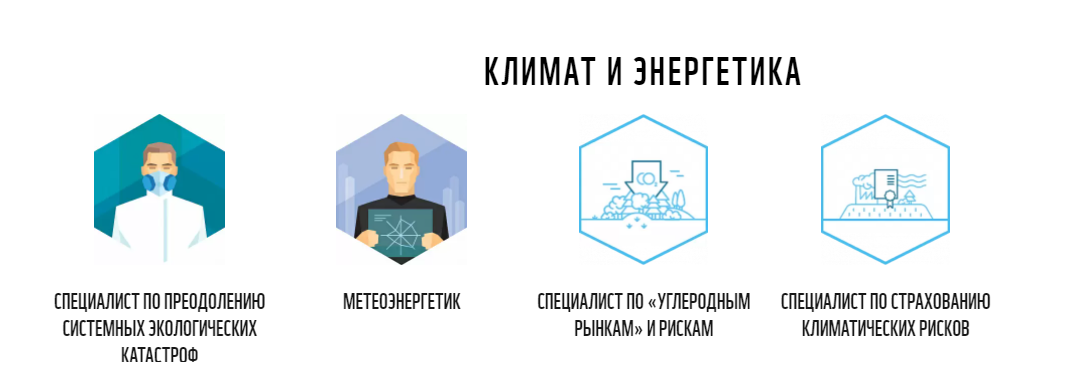 КЛИМАТ И ЭНЕРГЕТИКА
СПЕЦИАЛИСТ ПО ПРЕОДОЛЕНИЮ
СИСТЕМНЫХ ЭКОЛОГИЧЕСКИХ
КАТАСТРОФ
МЕТЕОЭНЕРГЕТИК
CO₂
СПЕЦИАЛИСТ ПО «УГЛЕРОДНЫМ
РЫНКАМ» И РИСКАМ
СПЕЦИАЛИСТ ПО СТРАХОВАНИЮ
КЛИМАТИЧЕСКИХ РИСКОВ